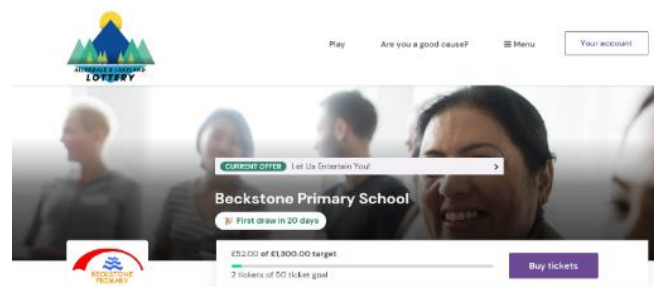 ALLERDALE & LAKELAND
LOTTERY
Play
Are you a good cause?
Menu
Your account
CURRENT OFFER Let Us Entertain You!
Beckstone Primary School
First draw in 20 days
£52.00 of £1,300.00 target
2 tickets of 50 ticket goal
Buy tickets
BECKSTONE
PRIMARY